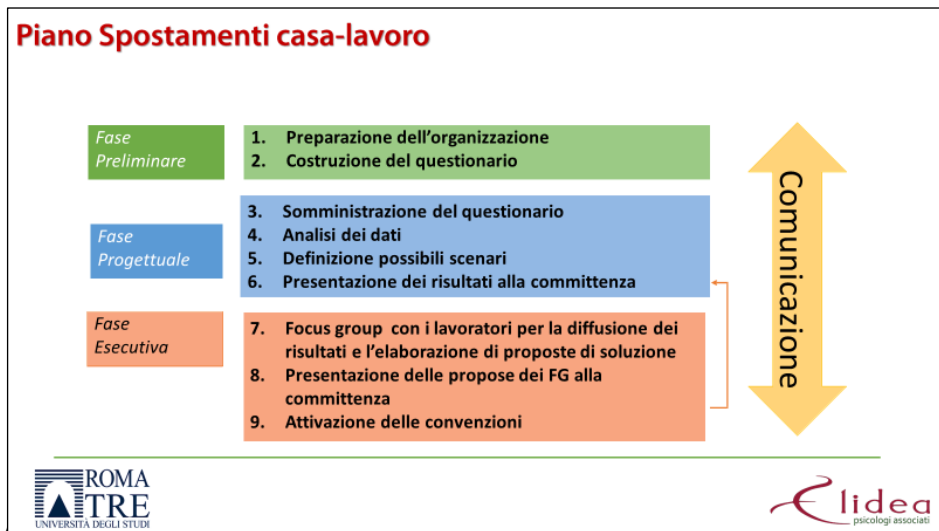 Piano Spostamenti casa-lavoro
Fase
Preliminare
1. Preparazione dell'organizzazione
2. Costruzione del questionario
Fase
Progettuale
3. Somministrazione del questionario
4. Analisi dei dati
5. Definizione possibili scenari
6. Presentazione dei risultati alla committenza
Fase
Esecutiva
7. Focus group con i lavoratori per la diffusione dei
risultati e l'elaborazione di proposte di soluzione
8. Presentazione delle propose dei FG alla
committenza
9. Attivazione delle convenzioni
Comunicazione
ROMA
TRE
UNIVERSITÀ DEGLI STUDI
Elidea
psicologi associati